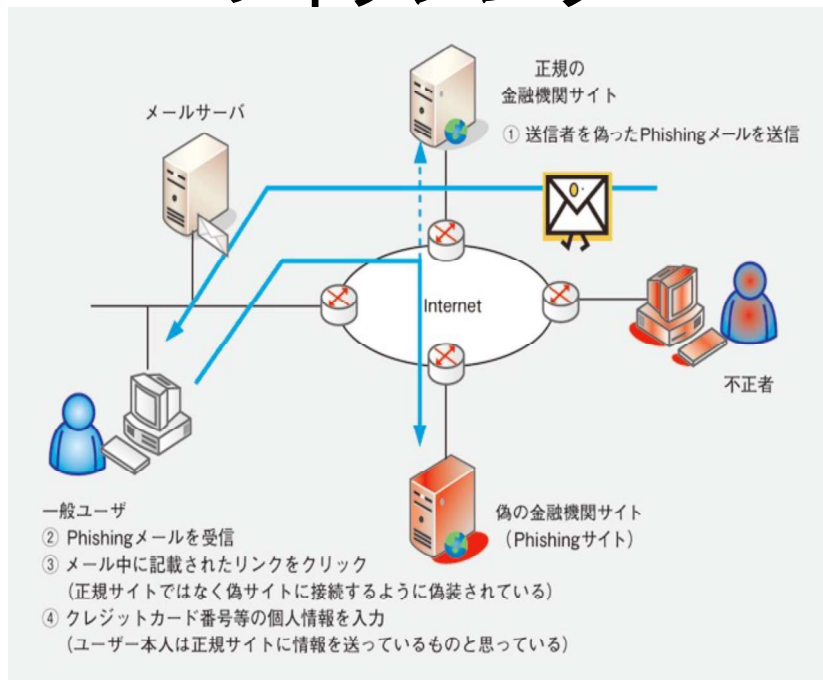 正規の
金融機関サイト
メールサーバ
① 送信者を偽ったPhishingメールを送信
Internet
不正者
一般ユーザ
② Phishingメールを受信
③ メール中に記載されたリンクをクリック
(正規サイトではなく偽サイトに接続するように偽装されている)
④ クレジットカード番号等の個人情報を入力
(ユーザー本人は正規サイトに情報を送っているものと思っている)
偽の金融機関サイト
(Phishingサイト)